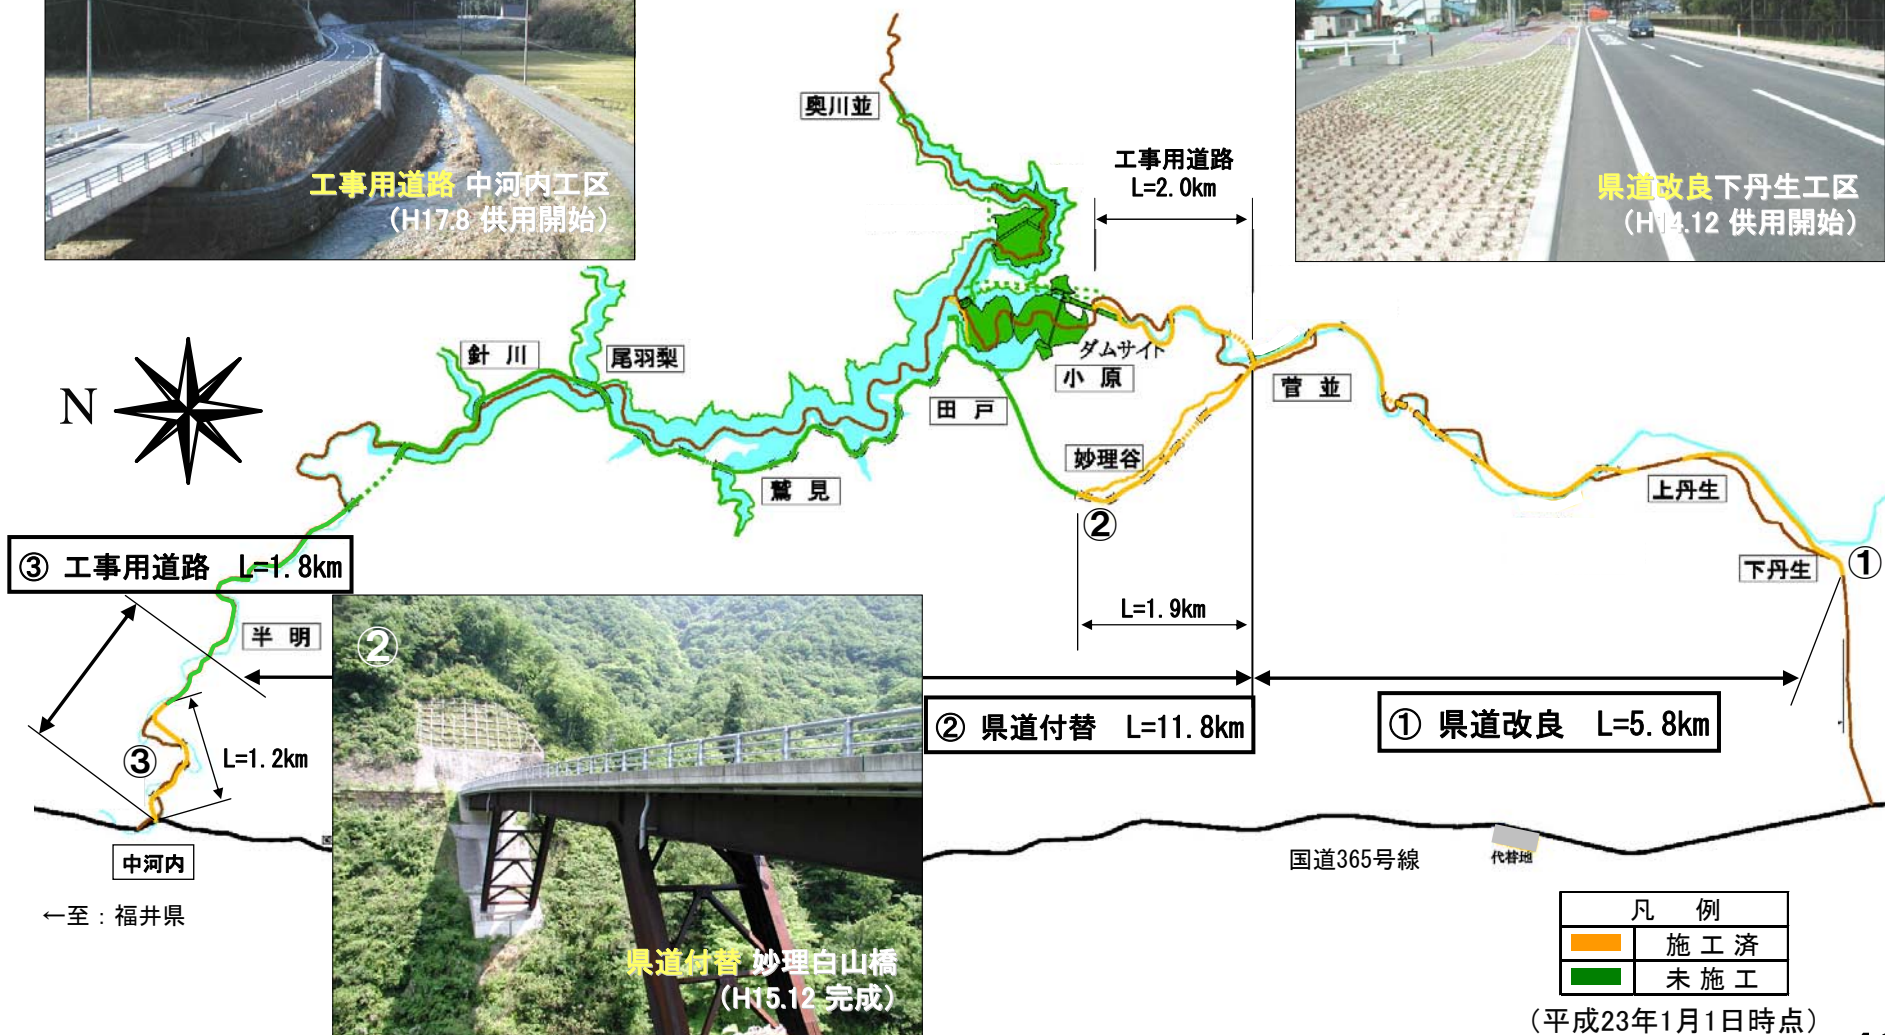 工事用道路 中河内工区
(H17.8 供用開始)
県道改良下丹生工区
(H14.12 供用開始)
奥川並
工事用道路
L=2.0km
N
針 川
尾羽梨
ダムサイト
小 原
菅 並
田 戸
妙理谷
鷲 見
上丹生
②
③ 工事用道路 L=1.8km
下丹生
①
L=1.9km
半 明
②
② 県道付替 L=11.8km
① 県道改良 L=5.8km
③
L=1.2km
中河内
国道365号線
代替地
←至：福井県
県道付替 妙理白山橋
(H15.12 完成)
凡 例
施 工 済
未 施 工
(平成23年1月1日時点)